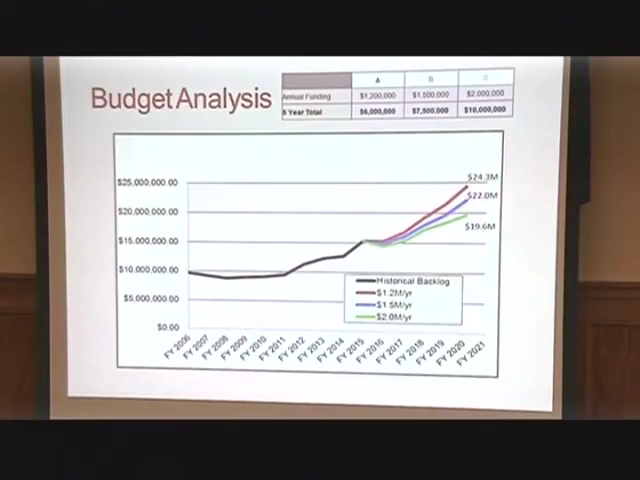 Budget Analysis
A B C
Annual Funding $1,200,000 $1,500,000 $2,000,000
5 Year Total $6,000,000 $7,500,000 $10,000,000
$25,000,000.00
$20,000,000.00
$15,000,000.00
$10,000,000.00
$5,000,000.00
$0.00
$24.3M
$22.0M
$19.6M
Historical Backlog
$1.2M/yr
$1.5M/yr
$2.0M/yr
FY 2006 FY 2007 FY 2008 FY 2009 FY 2010 FY 2011 FY 2012 FY 2013 FY 2014 FY 2015 FY 2016 FY 2017 FY 2018 FY 2019 FY 2020 FY 2021